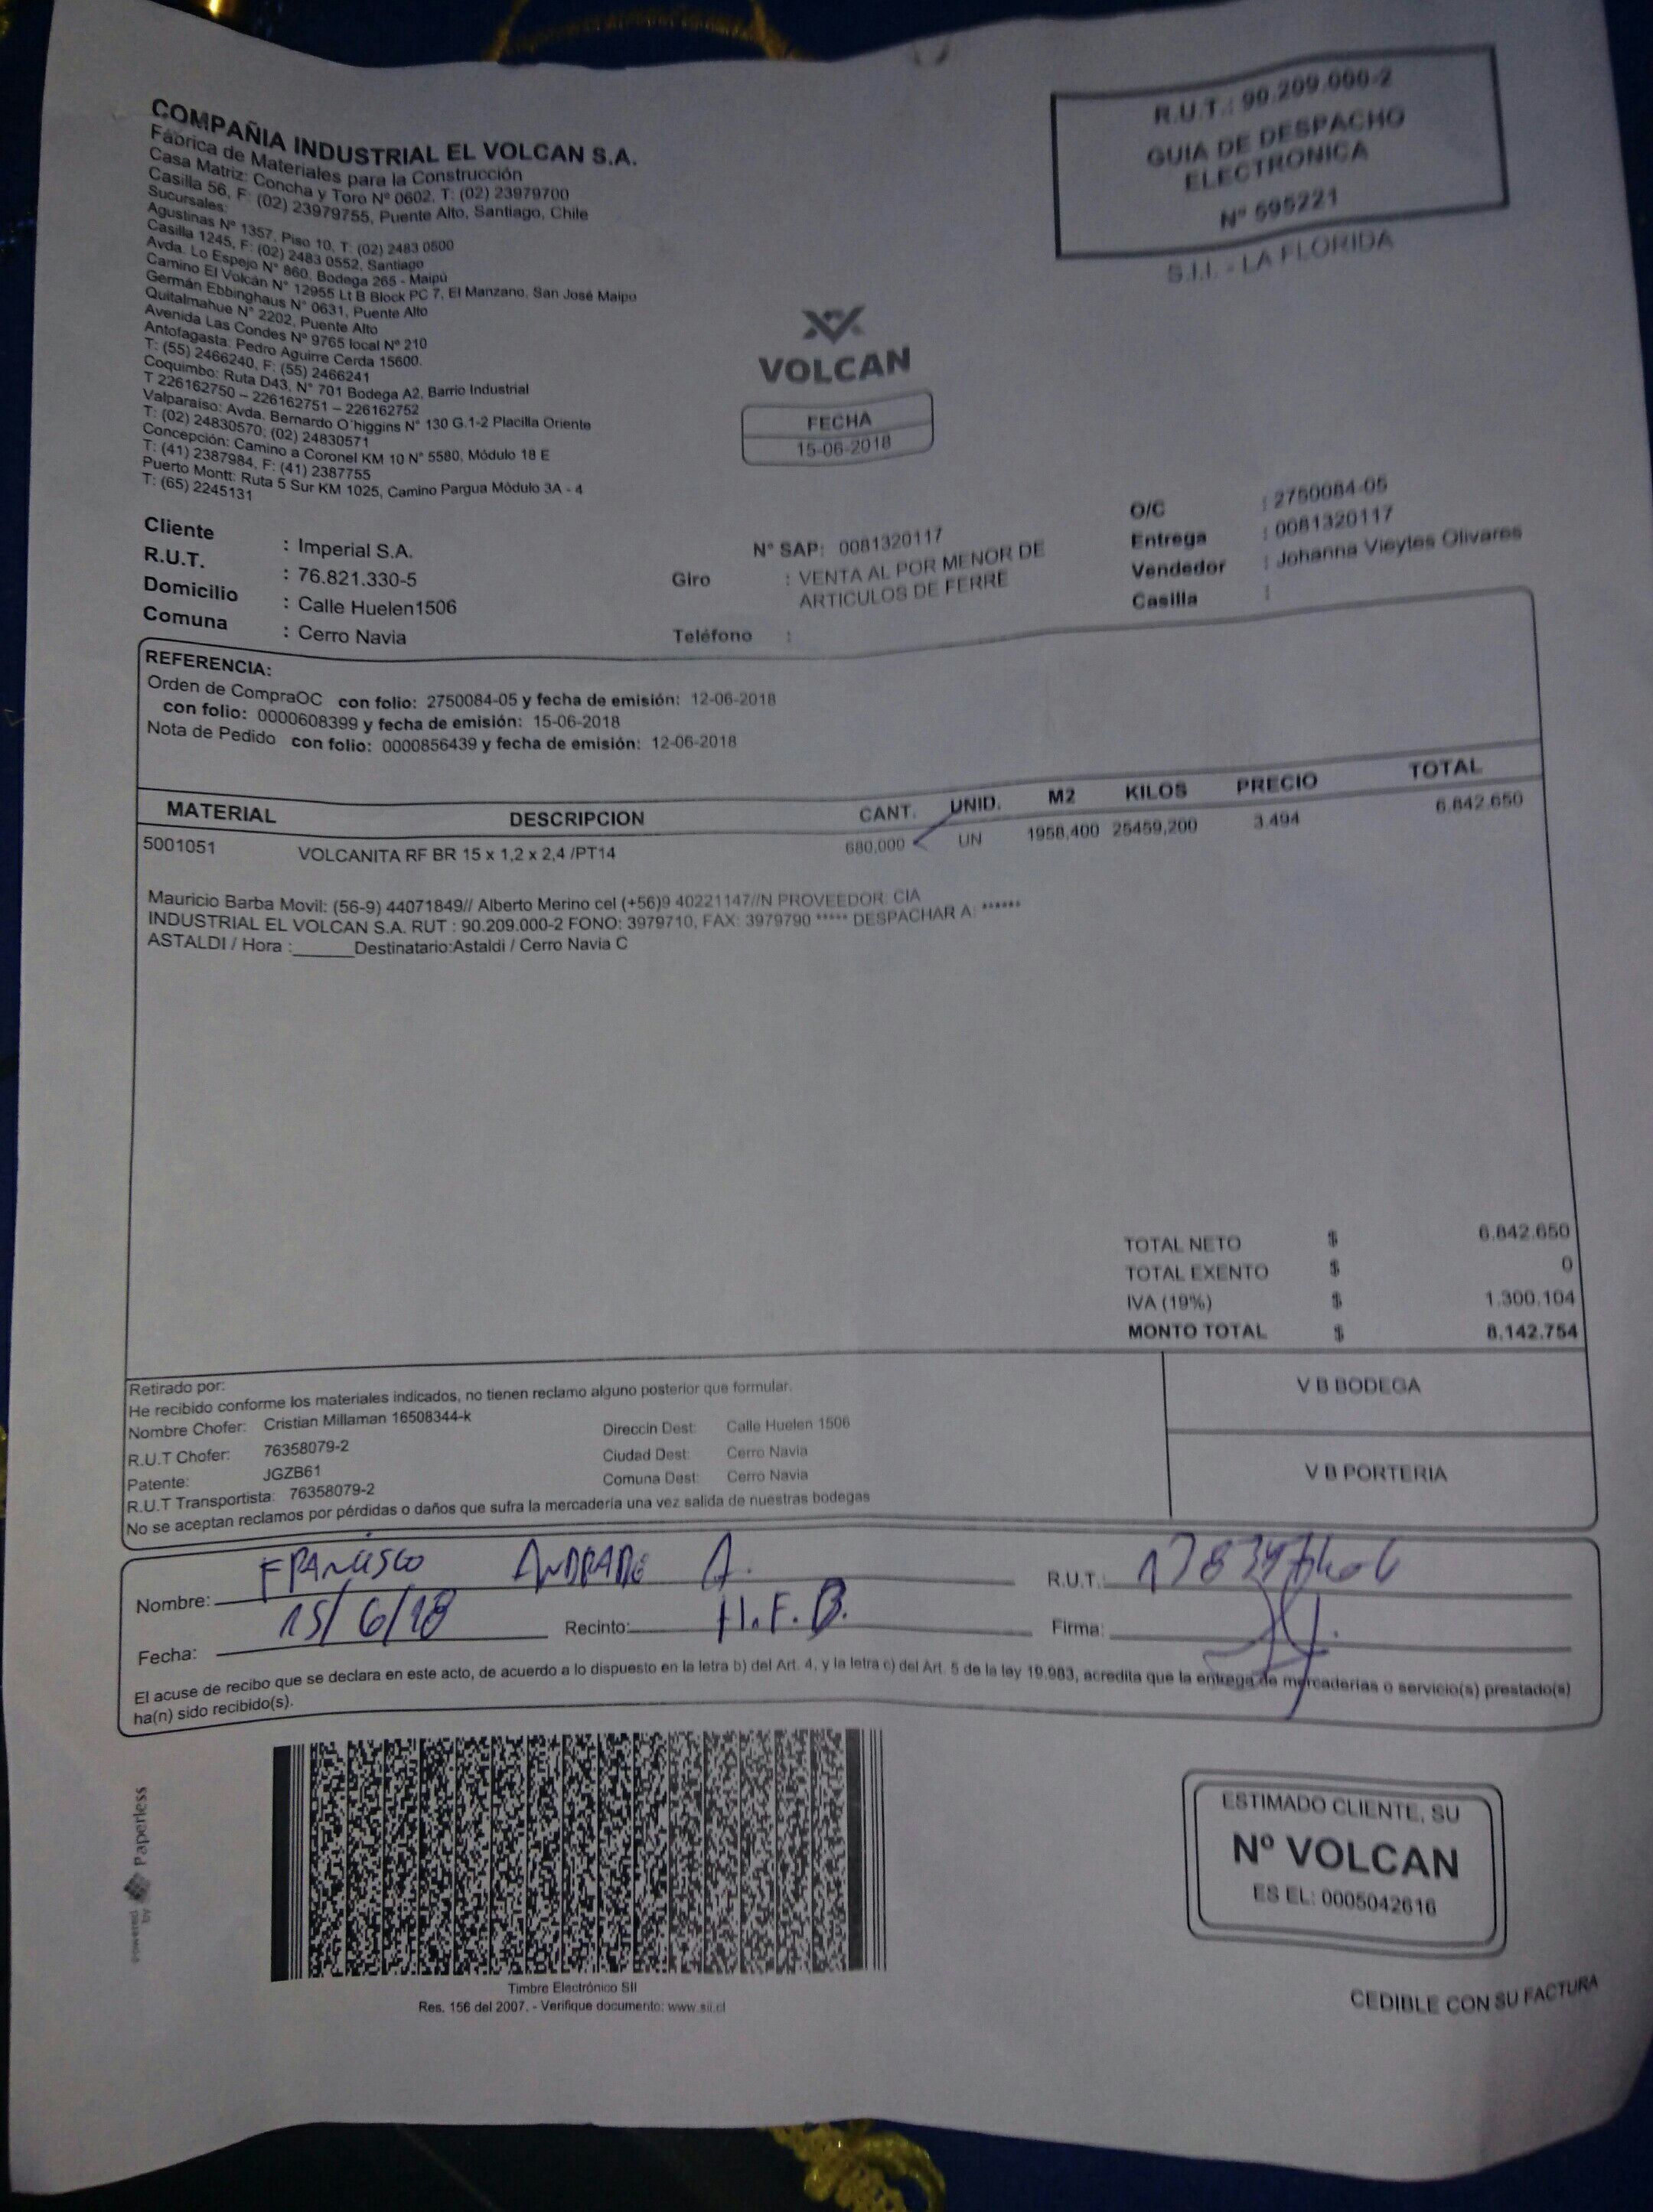 COMPAÑIA INDUSTRIAL EL VOLCAN S.A.
Fábrica de Materiales para la Construcción
Casa Matriz: Concha y Toro Nº 0602, T: (02) 23979700
Casilla 56, F: (02) 23979755, Puente Alto, Santiago, Chile
Sucursales:
Agustinas Nº 1357, Piso 10, T: (02) 2483 0500
Casilla 1245, F: (02) 2483 0552, Santiago
Avda. Lo Espejo N° 860, Bodega 265 - Maipú
Camino El Volcán N° 12955 Lt B Block PC 7, El Manzano, San José Maipo
Germán Ebbinghaus N° 0631, Puente Alto
Quitalmahue N° 2202, Puente Alto
Avenida Las Condes Nº 9765 local Nº 210
Antofagasta: Pedro Aguirre Cerda 15600.
T: (55) 2466240, F: (55) 2466241
Coquimbo: Ruta D43, N° 701 Bodega A2, Barrio Industrial
T 226162750 – 226162751 – 226162752
Valparaíso: Avda. Bernardo O'higgins N° 130 G.1-2 Placilla Oriente
T: (02) 24830570; (02) 24830571
Concepción: Camino a Coronel KM 10 N° 5580, Módulo 18 E
T: (41) 2387984, F: (41) 2387755
Puerto Montt: Ruta 5 Sur KM 1025, Camino Pargua Módulo 3A - 4
T: (65) 2245131
R.U.T.: 90.209.000-2
GUIA DE DESPACHO
ELECTRONICA
Nº 595221
S.I.I. - LA FLORIDA
VOLCAN
FECHA
15-06-2018
Cliente : Imperial S.A.
R.U.T. : 76.821.330-5
Domicilio : Calle Huelen1506
Comuna : Cerro Navia
N° SAP: 0081320117
Giro : VENTA AL POR MENOR DE
ARTICULOS DE FERRE
Teléfono :
O/C : 2750084-05
Entrega : 0081320117
Vendedor : Johanna Vieytes Olivares
Casilla :
REFERENCIA:
Orden de CompraOC con folio: 2750084-05 y fecha de emisión: 12-06-2018
con folio: 0000608399 y fecha de emisión: 15-06-2018
Nota de Pedido con folio: 0000856439 y fecha de emisión: 12-06-2018
MATERIAL DESCRIPCION CANT. UNID. M2 KILOS PRECIO TOTAL
5001051 VOLCANITA RF BR 15 x 1,2 x 2,4 /PT14 680,000 UN 1958,400 25459,200 3.494 6.842.650
Mauricio Barba Movil: (56-9) 44071849// Alberto Merino cel (+56)9 40221147//N PROVEEDOR: CIA
INDUSTRIAL EL VOLCAN S.A. RUT : 90.209.000-2 FONO: 3979710, FAX: 3979790 ***** DESPACHAR A: ******
ASTALDI / Hora :______Destinatario:Astaldi / Cerro Navia C
TOTAL NETO $ 6.842.650
TOTAL EXENTO $ 0
IVA (19%) $ 1.300.104
MONTO TOTAL $ 8.142.754
Retirado por:
He recibido conforme los materiales indicados, no tienen reclamo alguno posterior que formular.
Nombre Chofer: Cristian Millaman 16508344-k
R.U.T Chofer: 76358079-2
Patente: JGZB61
R.U.T Transportista: 76358079-2
Direccin Dest: Calle Huelen 1506
Ciudad Dest: Cerro Navia
Comuna Dest: Cerro Navia
No se aceptan reclamos por pérdidas o daños que sufra la mercadería una vez salida de nuestras bodegas
V B BODEGA
V B PORTERIA
Nombre: FRANCISCO ANDRADE A. R.U.T.:
Fecha: 15/6/18 Recinto: H.F.B. Firma:
El acuse de recibo que se declara en este acto, de acuerdo a lo dispuesto en la letra b) del Art. 4, y la letra c) del Art. 5 de la ley 19.983, acredita que la entrega de mercaderías o servicio(s) prestado(s)
ha(n) sido recibido(s).
powered by Paperless
Timbre Electrónico SII
Res. 156 del 2007. - Verifique documento: www.sii.cl
ESTIMADO CLIENTE, SU
Nº VOLCAN
ES EL: 0005042616
CEDIBLE CON SU FACTURA